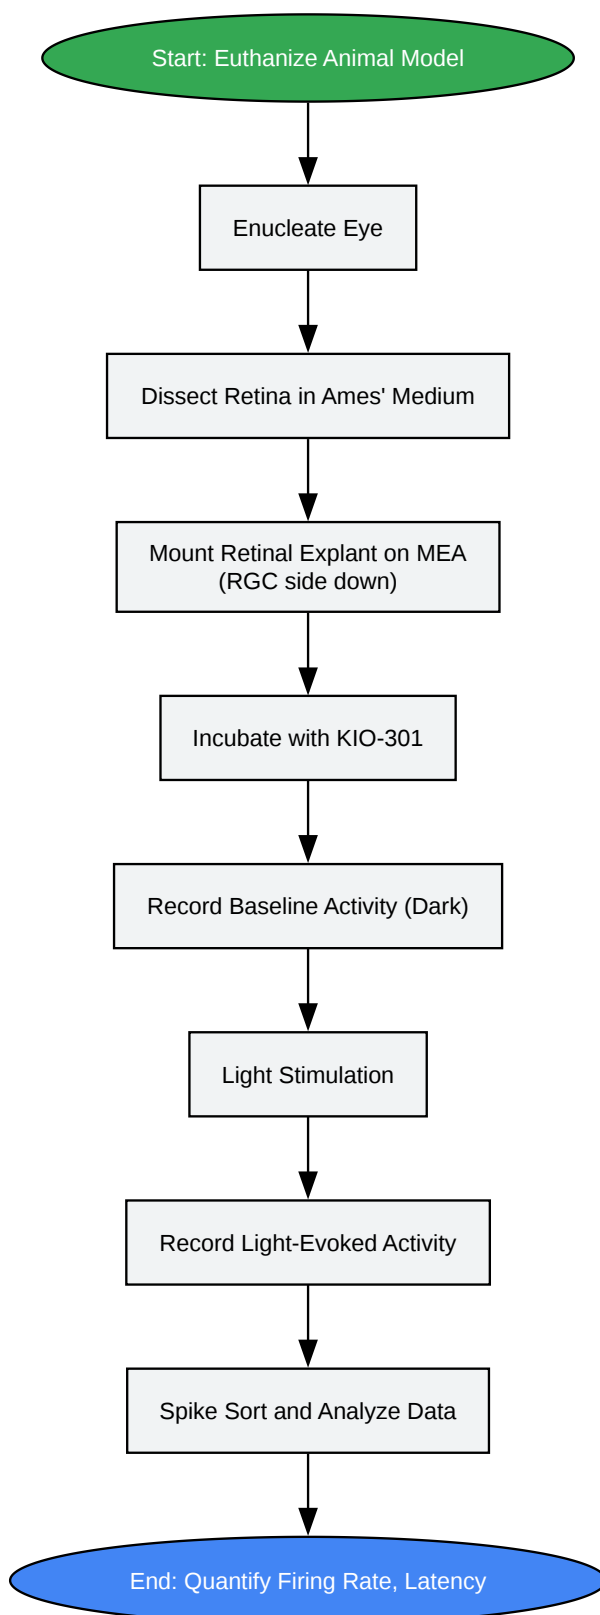 Start: Euthanize Animal Model
Enucleate Eye
Dissect Retina in Ames' Medium
Mount Retinal Explant on MEA
(RGC side down)
Incubate with KIO-301
Record Baseline Activity (Dark)
Light Stimulation
Record Light-Evoked Activity
Spike Sort and Analyze Data
End: Quantify Firing Rate, Latency